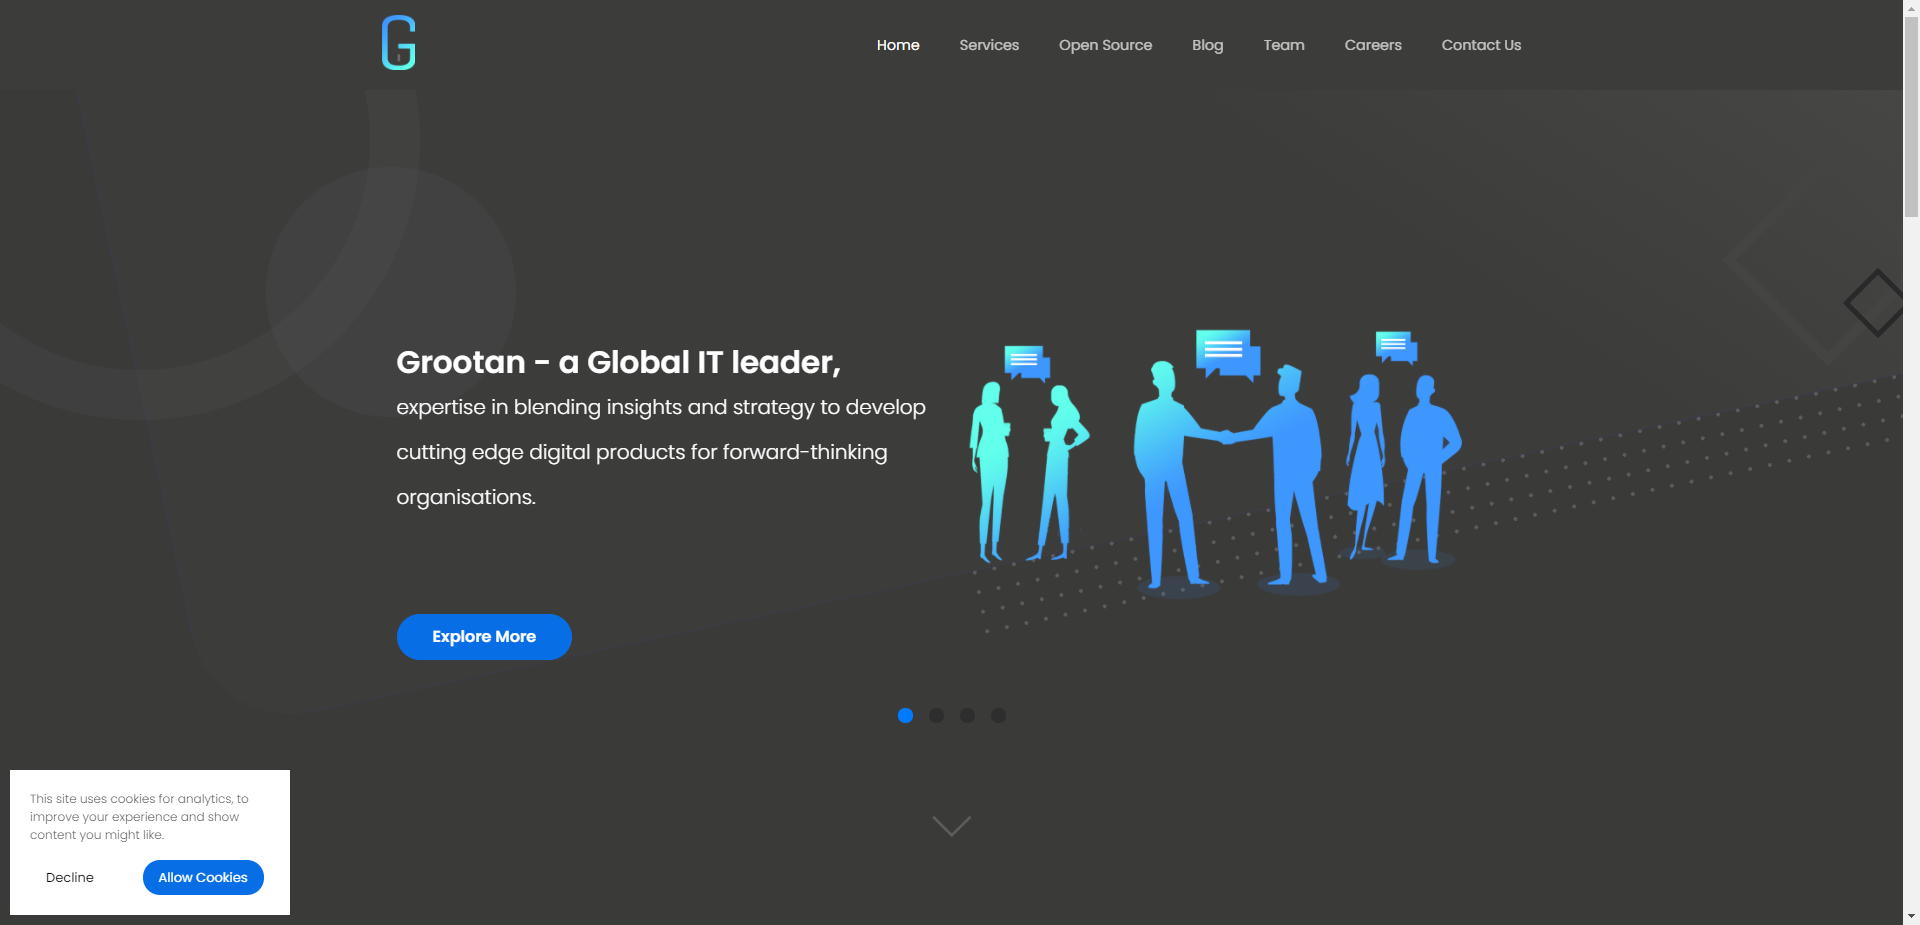 G
Home Services Open Source Blog Team Careers Contact Us
Grootan - a Global IT leader,
expertise in blending insights and strategy to develop
cutting edge digital products for forward-thinking
organisations.
Explore More
This site uses cookies for analytics, to
improve your experience and show
content you might like.
Decline Allow Cookies